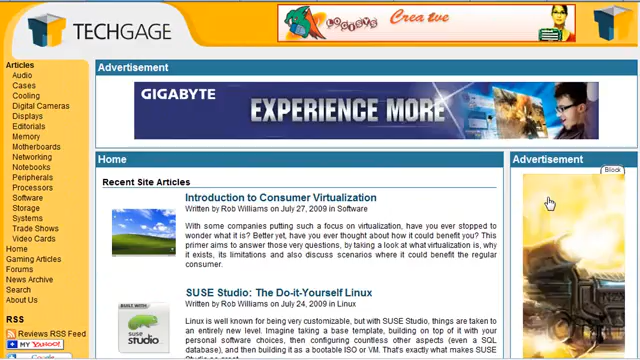 TECHGAGE
LOGISYS Crea tve
Articles
Audio
Cases
Cooling
Digital Cameras
Displays
Editorials
Memory
Motherboards
Networking
Notebooks
Peripherals
Processors
Software
Storage
Systems
Trade Shows
Video Cards
Home
Gaming Articles
Forums
News Archive
Search
About Us
RSS
Reviews RSS Feed
MY YAHOO!
Google
Advertisement
GIGABYTE
EXPERIENCE MORE
Home
Recent Site Articles
Introduction to Consumer Virtualization
Written by Rob Williams on July 27, 2009 in Software
With some companies putting such a focus on virtualization, have you ever stopped to
wonder what it is? Better yet, have you ever thought about how it could benefit you? This
primer aims to answer those very questions, by taking a look at what virtualization is, why
it exists, its limitations and also discuss scenarios where it could benefit the regular
consumer.
BUILT WITH
SUSE
studio
SUSE Studio: The Do-it-Yourself Linux
Written by Rob Williams on July 24, 2009 in Linux
Linux is well known for being very customizable, but with SUSE Studio, things are taken to
an entirely new level. Imagine taking a base template, building on top of it with your
personal software choices, then configuring countless other aspects (even a SQL
database), and then building it as a bootable ISO or VM. That's exactly what makes SUSE
Advertisement
Block